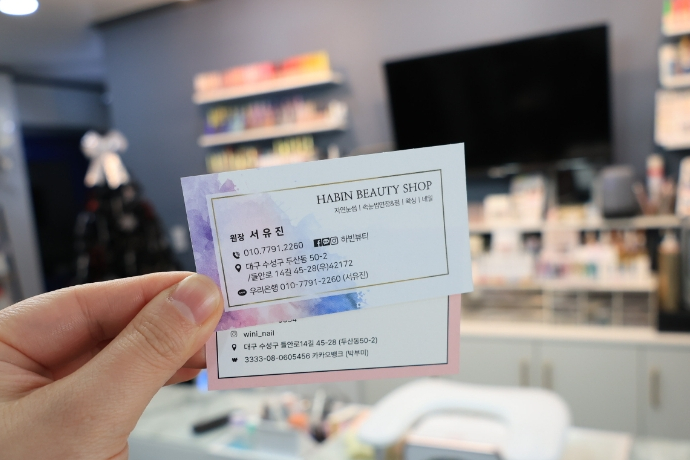 HABIN BEAUTY SHOP
자연눈썹 | 속눈썹연장&펌 | 왁싱 | 네일
원장 서유진
010.7791.2260 하빈뷰티
대구 수성구 두산동 50-2
/들안로 14길 45-28(우)42172
우리은행 010-7791-2260 (서유진)
wini_nail
대구 수성구 들안로14길 45-28 (두산동50-2)
3333-08-0605456 카카오뱅크 (박부미)